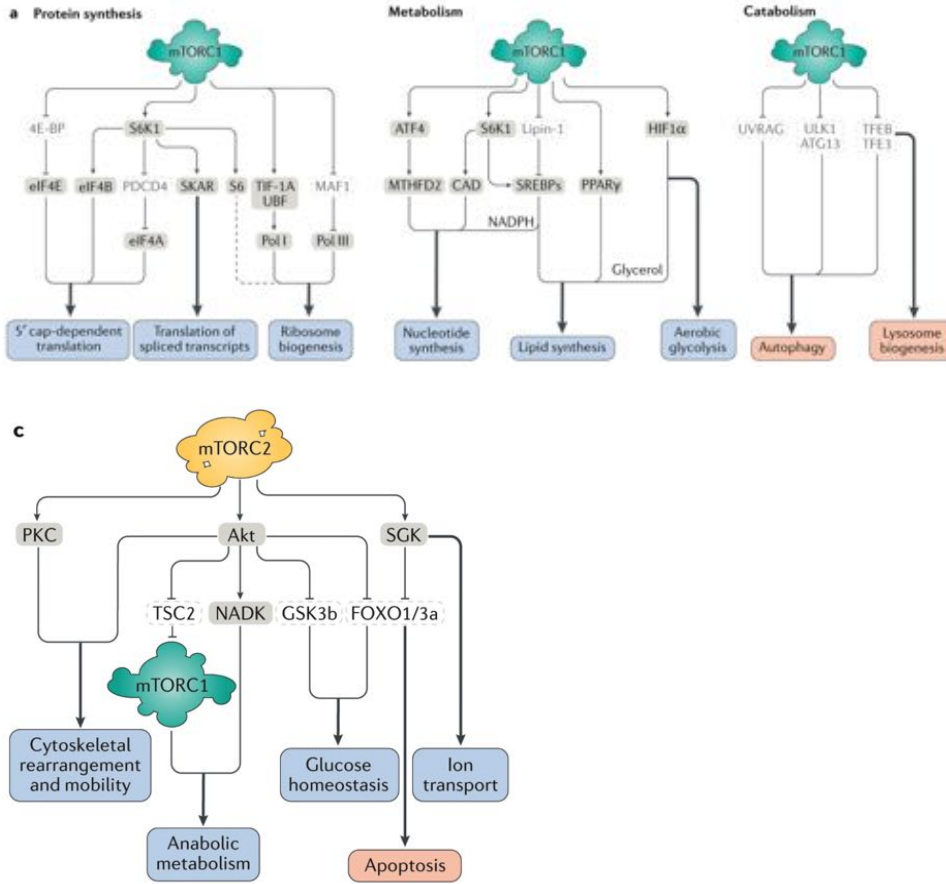 a Protein synthesis
Metabolism
Catabolism
mTORC1
mTORC1
mTORC1
4E-BP
S6K1
ATF4
S6K1
Lipin-1
HIF1α
UVRAG
ULK1
ATG13
TFEB
TFE3
eIF4E
eIF4B
PDCD4
SKAR
S6
TIF-1A
UBF
MAF1
MTHFD2
CAD
SREBPs
PPARγ
eIF4A
Pol I
Pol III
NADPH
Glycerol
5′ cap-dependent
translation
Translation of
spliced transcripts
Ribosome
biogenesis
Nucleotide
synthesis
Lipid synthesis
Aerobic
glycolysis
Autophagy
Lysosome
biogenesis
c
mTORC2
PKC
Akt
SGK
TSC2
NADK
GSK3b
FOXO1/3a
mTORC1
Cytoskeletal
rearrangement
and mobility
Glucose
homeostasis
Ion
transport
Anabolic
metabolism
Apoptosis